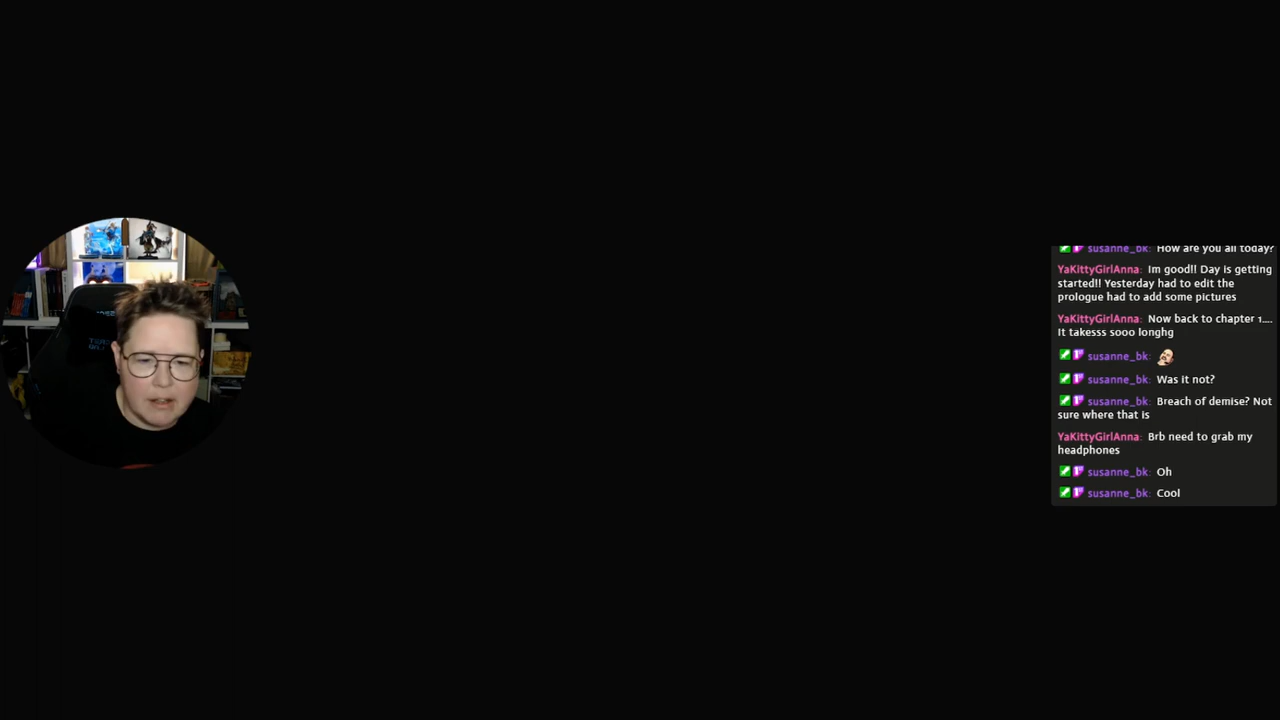 susanne_bk: How are you all today?
YaKittyGirlAnna: Im good!! Day is getting
started!! Yesterday had to edit the
prologue had to add some pictures
YaKittyGirlAnna: Now back to chapter 1....
It takesss sooo longhg
susanne_bk:
susanne_bk: Was it not?
susanne_bk: Breach of demise? Not
sure where that is
YaKittyGirlAnna: Brb need to grab my
headphones
susanne_bk: Oh
susanne_bk: Cool